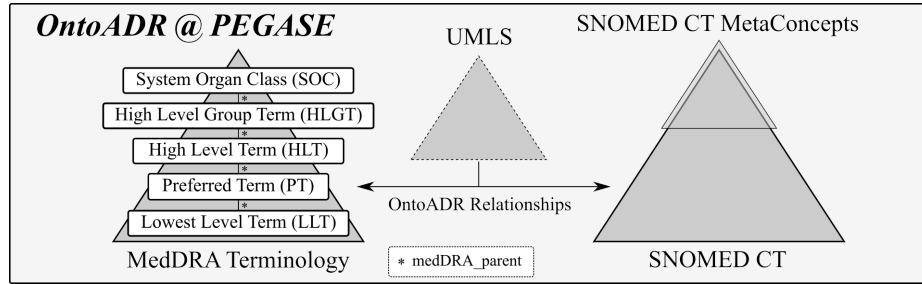 OntoADR @ PEGASE
System Organ Class (SOC)
*
High Level Group Term (HLGT)
*
High Level Term (HLT)
*
Preferred Term (PT)
*
Lowest Level Term (LLT)
MedDRA Terminology
UMLS
OntoADR Relationships
* medDRA_parent
SNOMED CT MetaConcepts
SNOMED CT